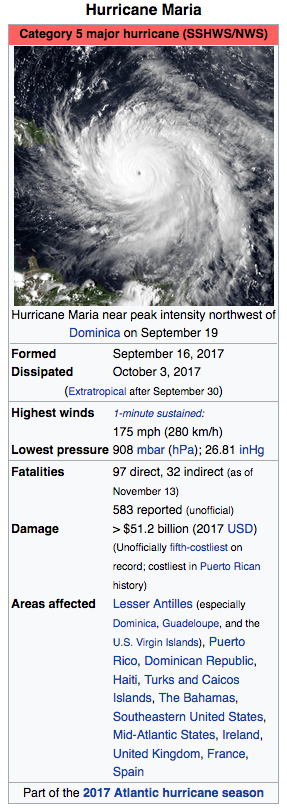 Hurricane Maria
Category 5 major hurricane (SSHWS/NWS)
Hurricane Maria near peak intensity northwest of
Dominica on September 19
Formed September 16, 2017
Dissipated October 3, 2017
(Extratropical after September 30)
Highest winds 1-minute sustained:
175 mph (280 km/h)
Lowest pressure 908 mbar (hPa); 26.81 inHg
Fatalities 97 direct, 32 indirect (as of
November 13)
583 reported (unofficial)
Damage > $51.2 billion (2017 USD)
(Unofficially fifth-costliest on
record; costliest in Puerto Rican
history)
Areas affected Lesser Antilles (especially
Dominica, Guadeloupe, and the
U.S. Virgin Islands), Puerto
Rico, Dominican Republic,
Haiti, Turks and Caicos
Islands, The Bahamas,
Southeastern United States,
Mid-Atlantic States, Ireland,
United Kingdom, France,
Spain
Part of the 2017 Atlantic hurricane season